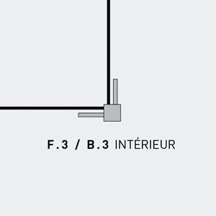 F.3 / B.3 INTÉRIEUR